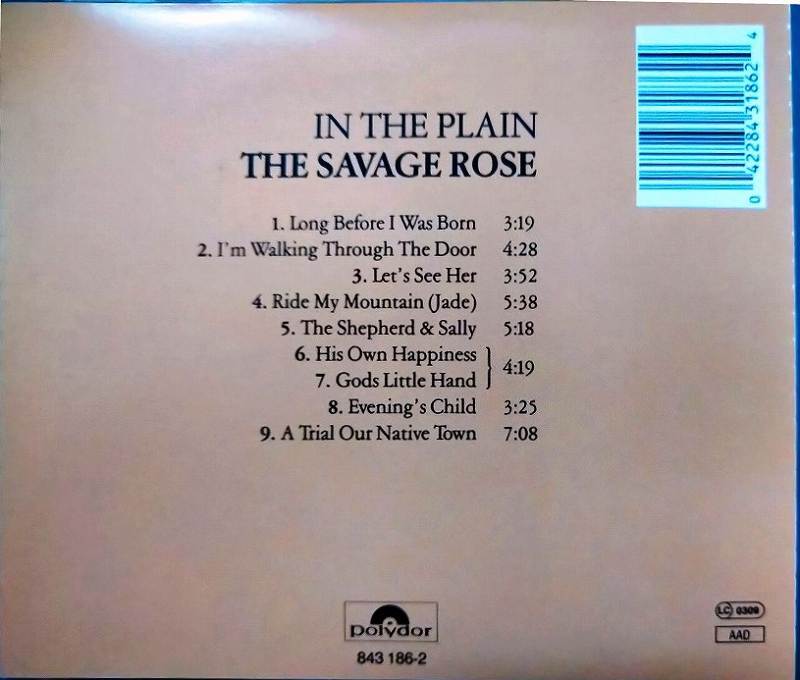 IN THE PLAIN
THE SAVAGE ROSE
1. Long Before I Was Born 3:19
2. I'm Walking Through The Door 4:28
3. Let's See Her 3:52
4. Ride My Mountain (Jade) 5:38
5. The Shepherd & Sally 5:18
6. His Own Happiness
7. Gods Little Hand
4:19
8. Evening's Child 3:25
9. A Trial Our Native Town 7:08
0 42284 31862 4
polydor
843 186-2
LC 0309
AAD